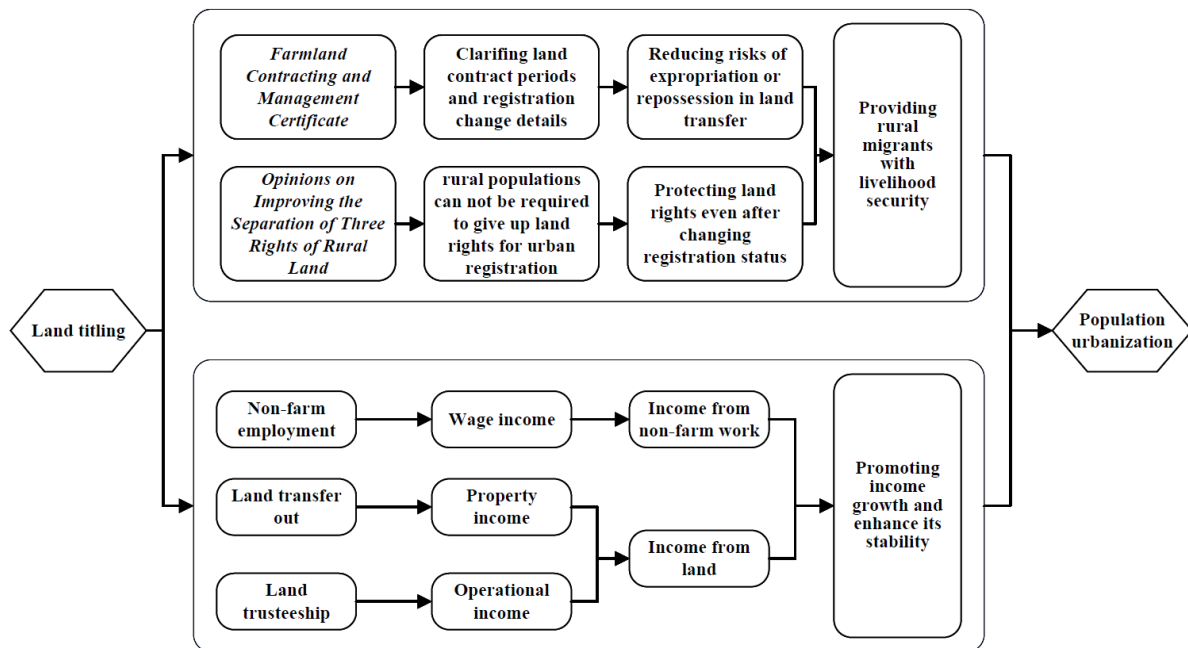 Farmland
Contracting and
Management
Certificate
Clarifing land
contract periods
and registration
change details
Reducing risks of
expropriation or
repossession in land
transfer
Providing
rural
migrants
with
livelihood
security
Opinions on
Improving the
Separation of Three
Rights of Rural
Land
rural populations
can not be required
to give up land
rights for urban
registration
Protecting land
rights even after
changing
registration status
Land titling
Population
urbanization
Non-farm
employment
Wage income
Income from
non-farm work
Land transfer
out
Property
income
Income from
land
Land
trusteeship
Operational
income
Promoting
income
growth and
enhance its
stability